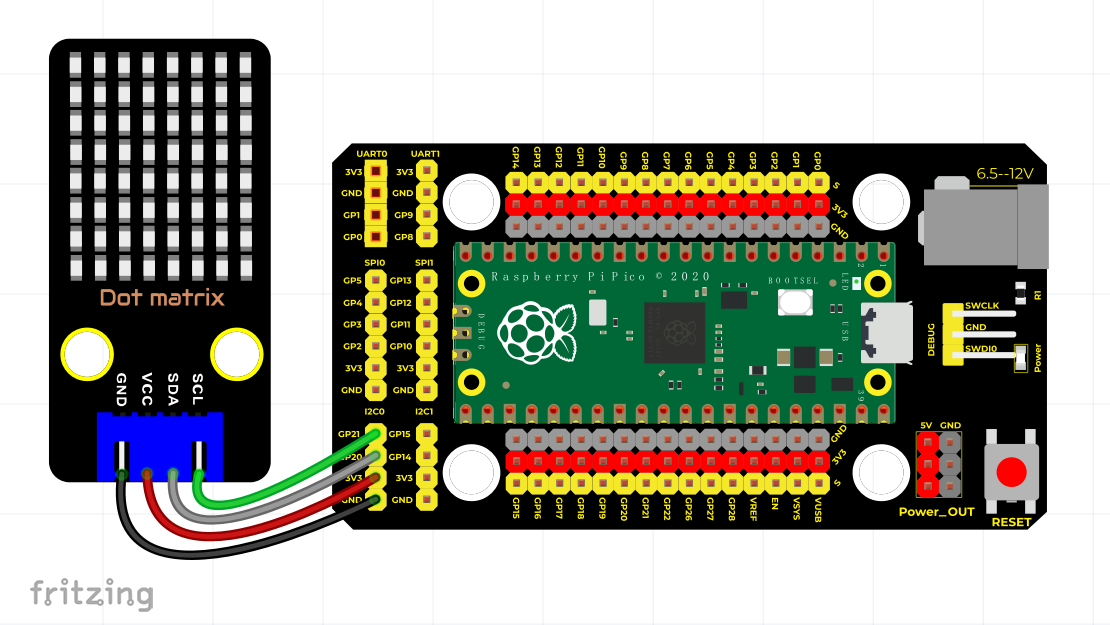 Dot matrix
GND
VCC
SDA
SCL
UART0
3V3
GND
GP1
GP0
UART1
3V3
GND
GP9
GP8
SPI0
GP5
GP4
GP3
GP2
3V3
GND
SPI1
GP13
GP12
GP11
GP10
3V3
GND
I2C0
GP21
GP20
3V3
GND
I2C1
GP15
GP14
3V3
GND
GP14 GP13 GP12 GP11 GP10 GP9 GP8 GP7 GP6 GP5 GP4 GP3 GP2 GP1 GP0
S
3V3
GND
Raspberry PiPico © 2020
BOOTSEL
LED
2
1
DEBUG
USB
39
GND
3V3
S
GP15 GP16 GP17 GP18 GP19 GP20 GP21 GP22 GP26 GP27 GP28 VREF EN VSYS VUSB
6.5--12V
R1
DEBUG
SWCLK
GND
SWDI0
Power
5V GND
Power_OUT
RESET
fritzing